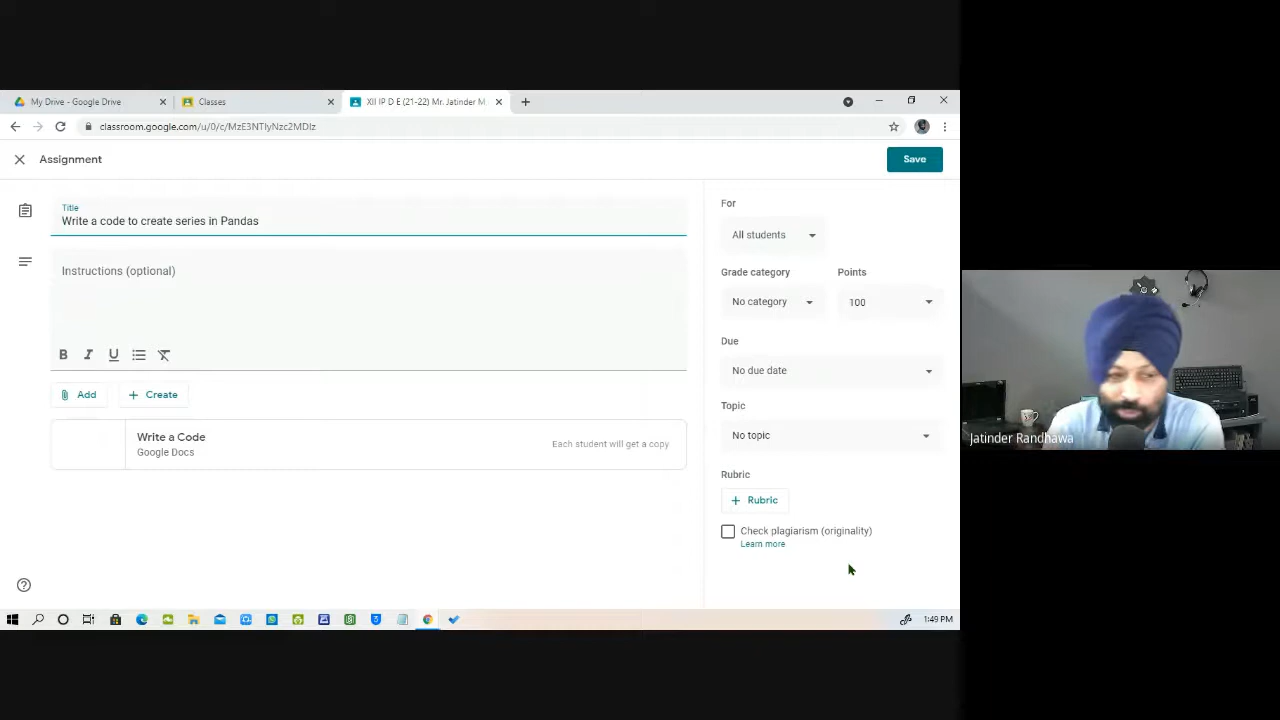 My Drive - Google Drive
Classes
XII IP D E (21-22) Mr. Jatinder M
classroom.google.com/u/0/c/MzE3NTIyNzc2MDIz
Assignment
Save
Title
Write a code to create series in Pandas
Instructions (optional)
B I U
Add
Create
Write a Code
Google Docs
Each student will get a copy
For
All students
Grade category
Points
No category
100
Due
No due date
Topic
No topic
Rubric
Rubric
Check plagiarism (originality)
Learn more
1:49 PM
Jatinder Randhawa